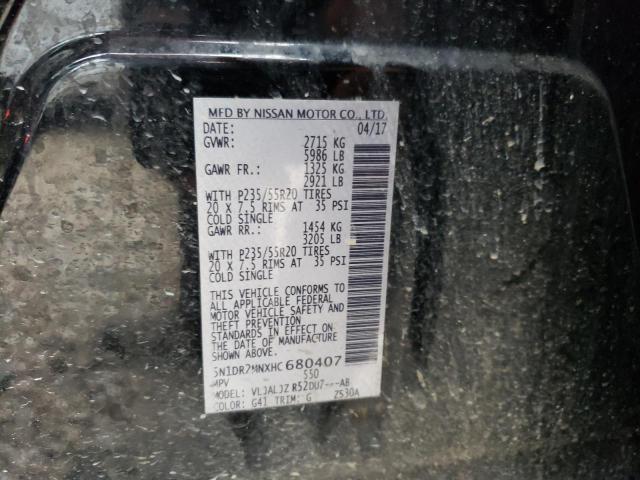 MFD BY NISSAN MOTOR CO., LTD
DATE: 04/17
GVWR: 2715 KG
5986 LB
GAWR FR.: 1325 KG
2921 LB
WITH P235/55R20 TIRES
20 X 7.5 RIMS AT 35 PSI
COLD SINGLE
GAWR RR.: 1454 KG
3205 LB
WITH P235/55R20 TIRES
20 X 7.5 RIMS AT 35 PSI
COLD SINGLE
THIS VEHICLE CONFORMS TO
ALL APPLICABLE FEDERAL
MOTOR VEHICLE SAFETY AND
THEFT PREVENTION
STANDARDS IN EFFECT ON
THE DATE OF MANUFACTURE
SHOWN ABOVE.
5N1DR2MNXHC680407
MPV 550
MODEL: VLJALJZ R52DU7---AB
COLOR: G41 TRIM: G Z530A